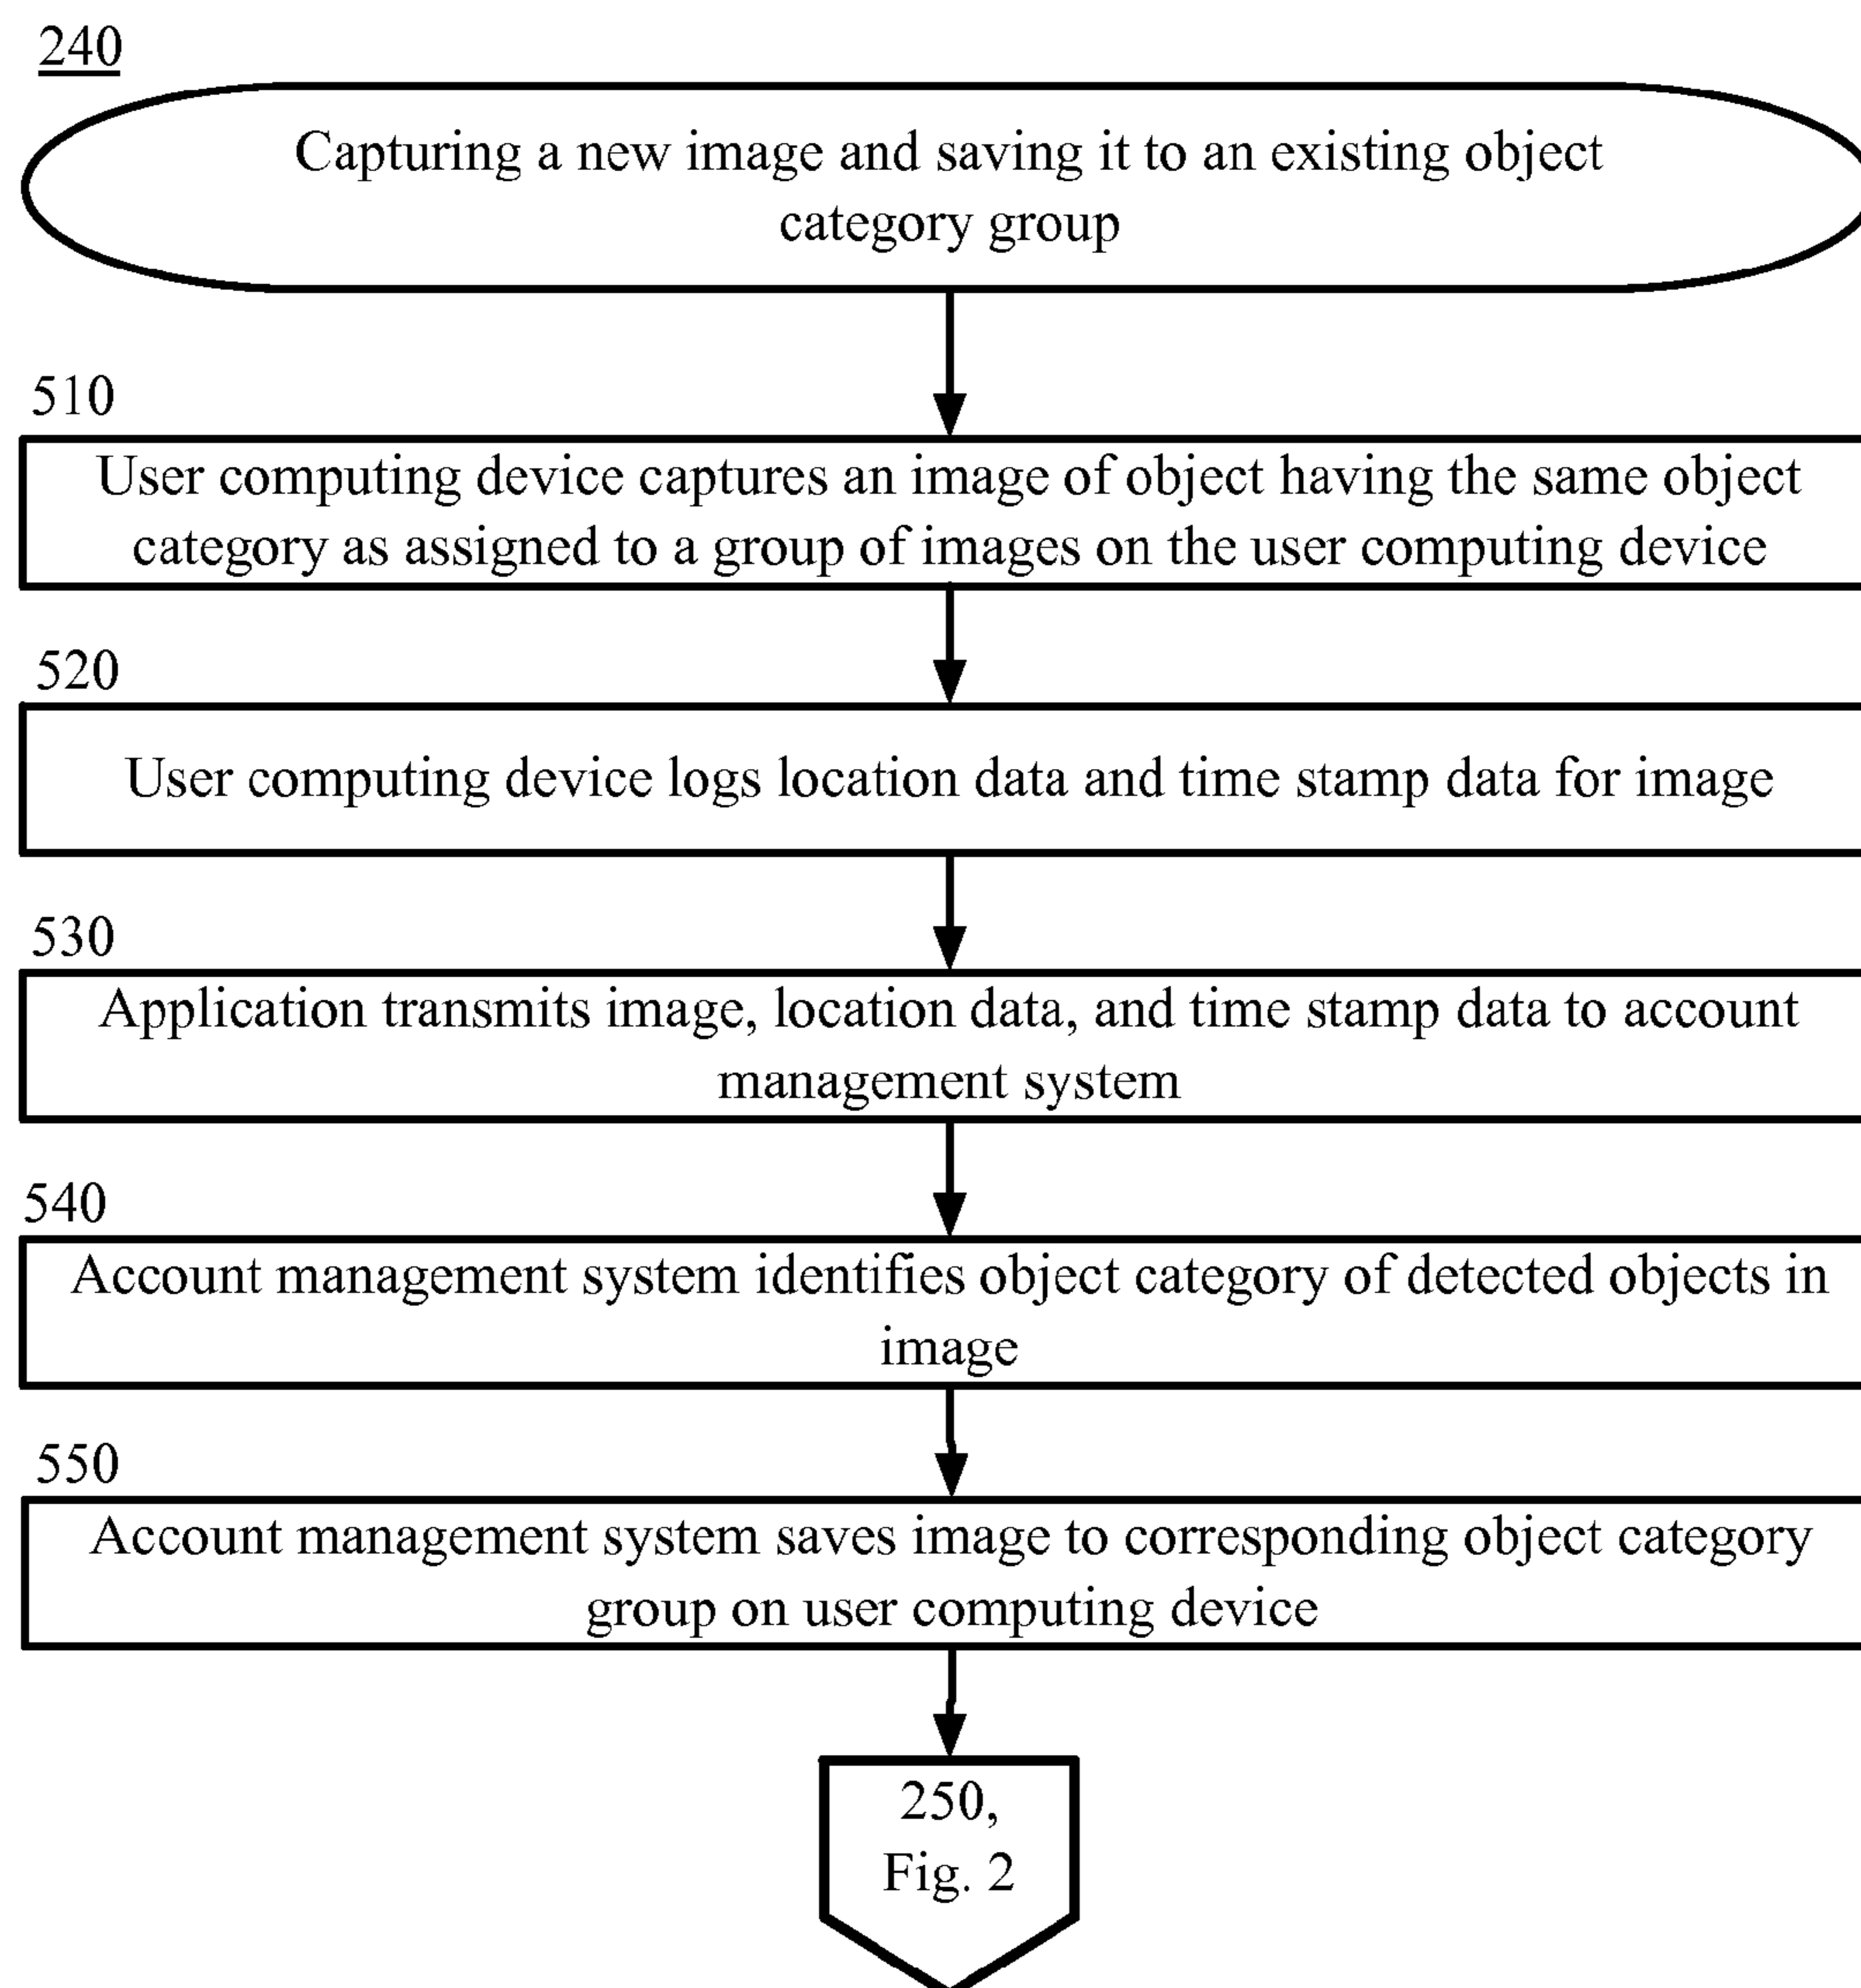 240
Capturing a new image and saving it to an existing object
category group
510
User computing device captures an image of object having the same object
category as assigned to a group of images on the user computing device
520
User computing device logs location data and time stamp data for image
530
Application transmits image, location data, and time stamp data to account
management system
540
Account management system identifies object category of detected objects in
image
550
Account management system saves image to corresponding object category
group on user computing device
250,
Fig. 2